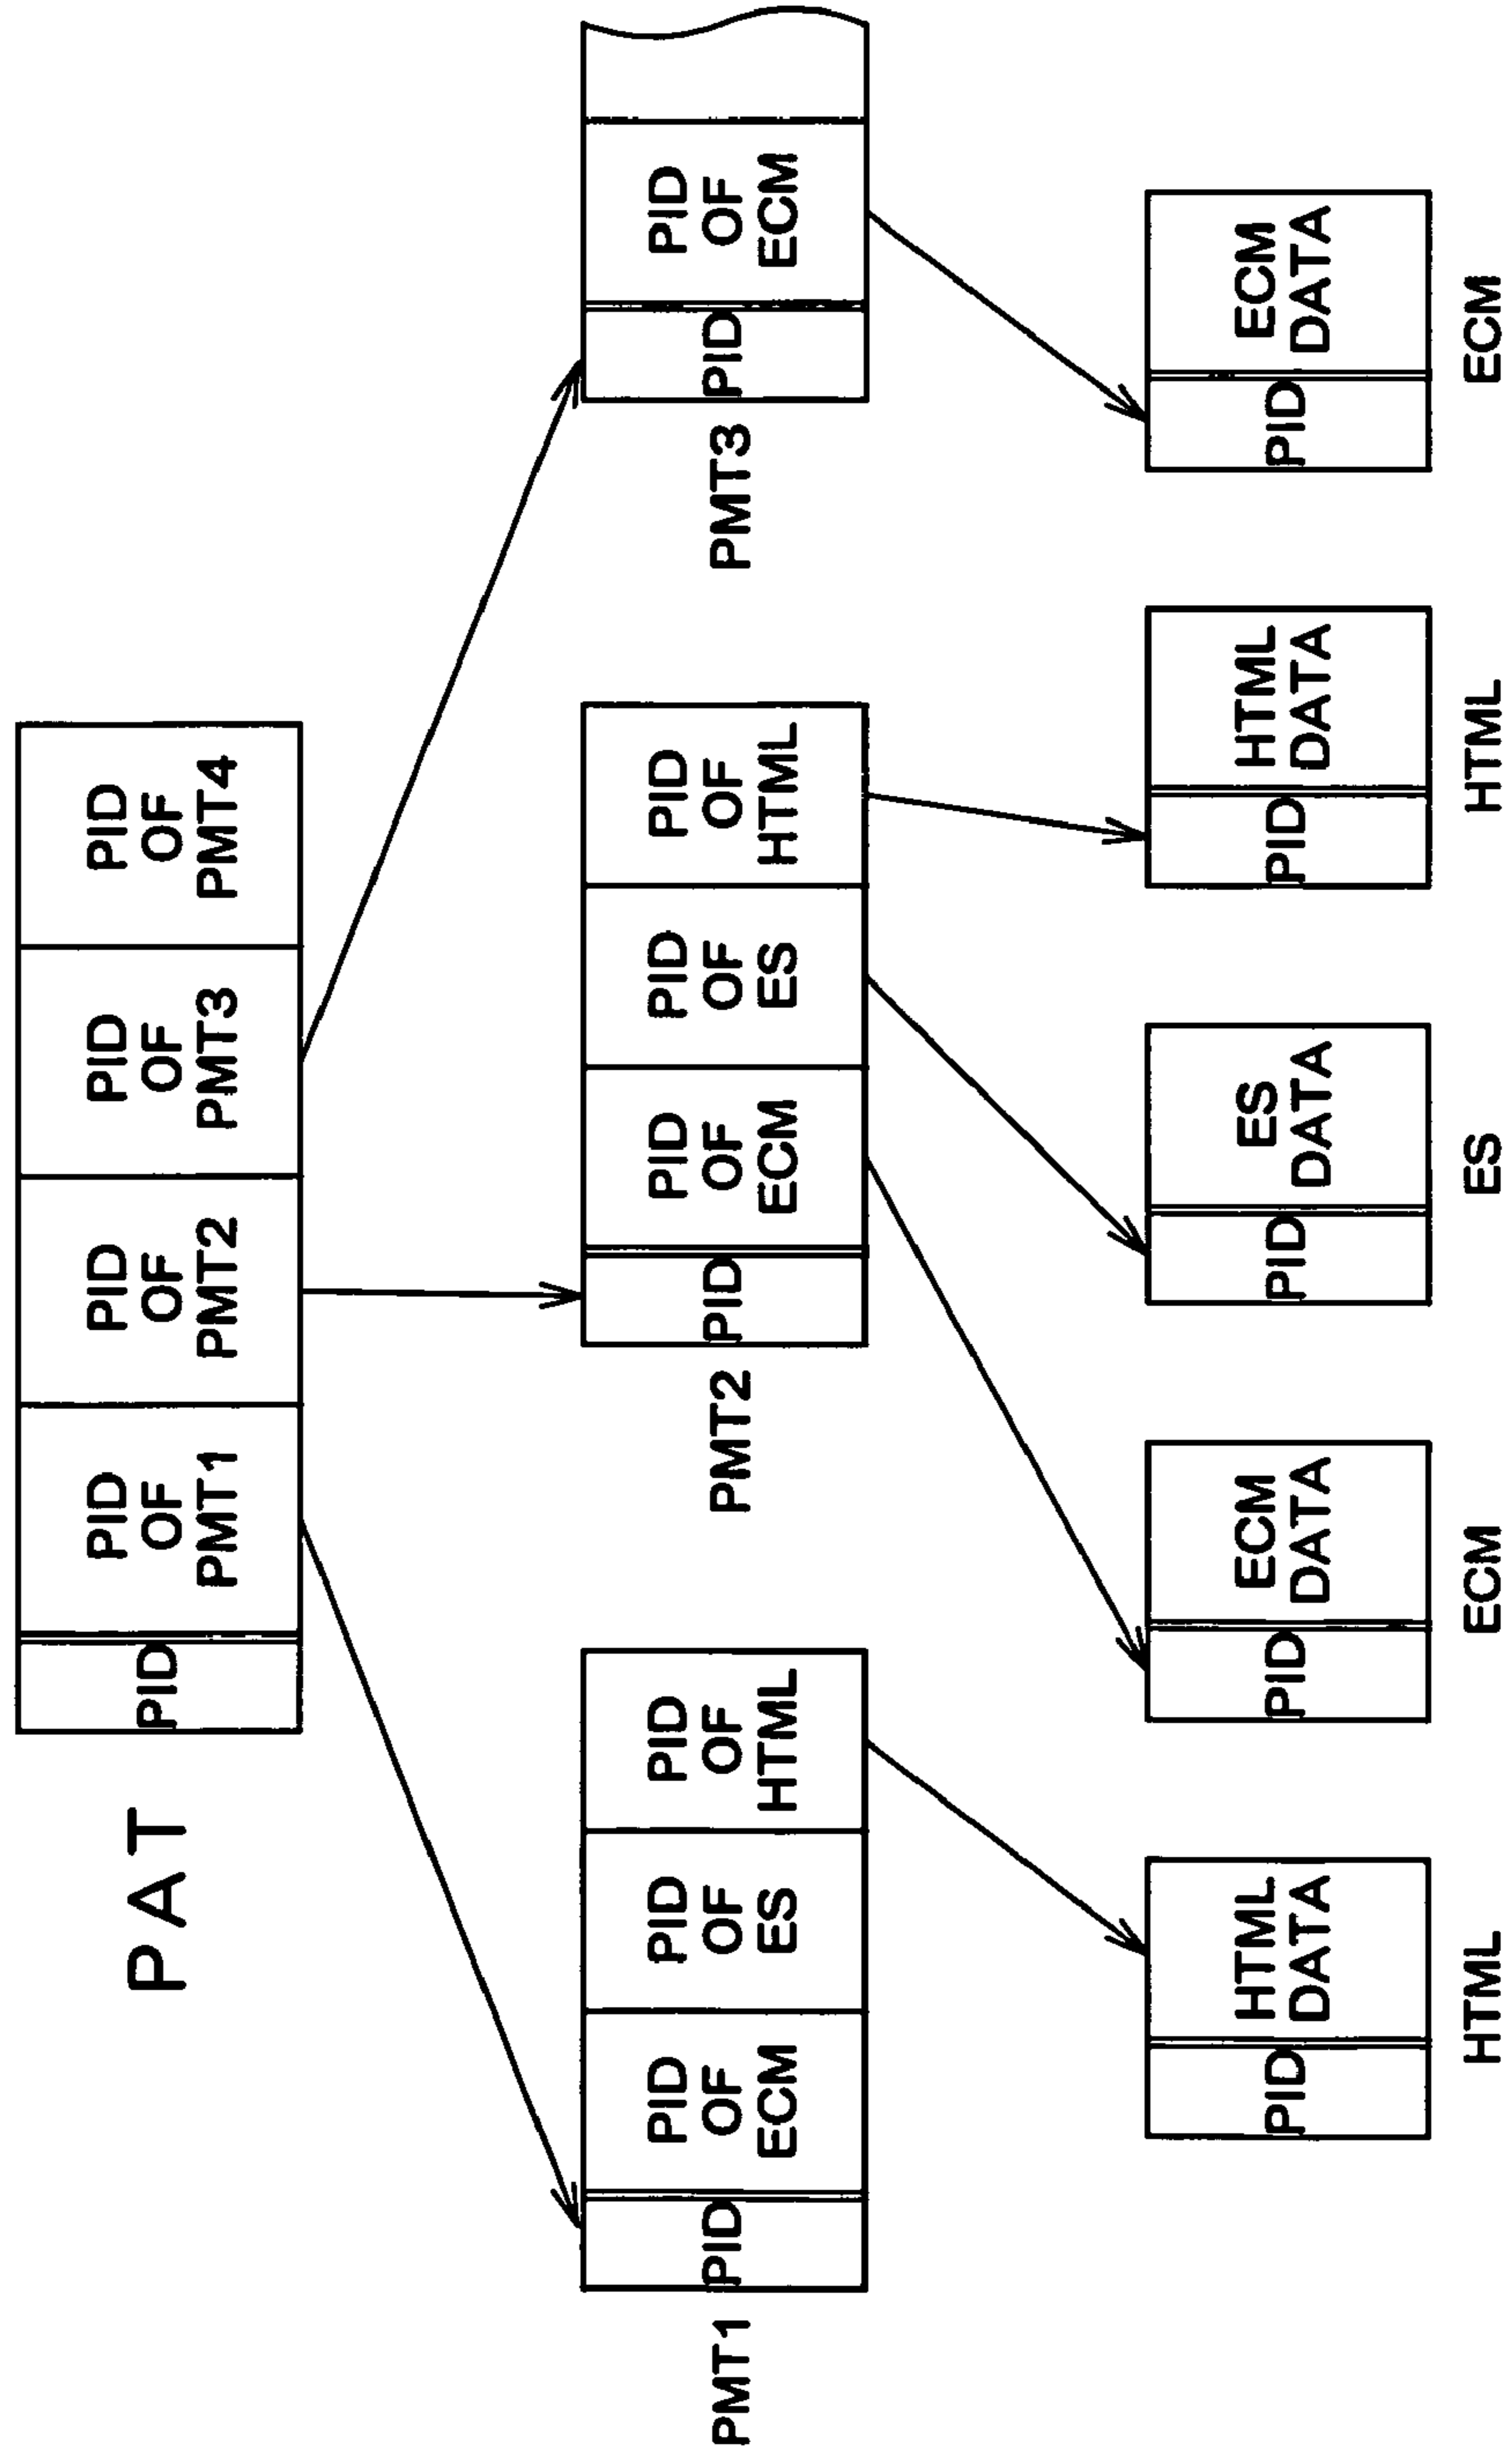 PAT
PID
PID
OF
PMT1
PID
OF
PMT2
PID
OF
PMT3
PID
OF
PMT4
PMT1
PID
PID
OF
ECM
PID
OF
ES
PID
OF
HTML
PMT2
PID
PID
OF
ECM
PID
OF
ES
PID
OF
HTML
PMT3
PID
PID
OF
ECM
PID
HTML
DATA
HTML
PID
ECM
DATA
ECM
PID
ES
DATA
ES
PID
HTML
DATA
HTML
PID
ECM
DATA
ECM